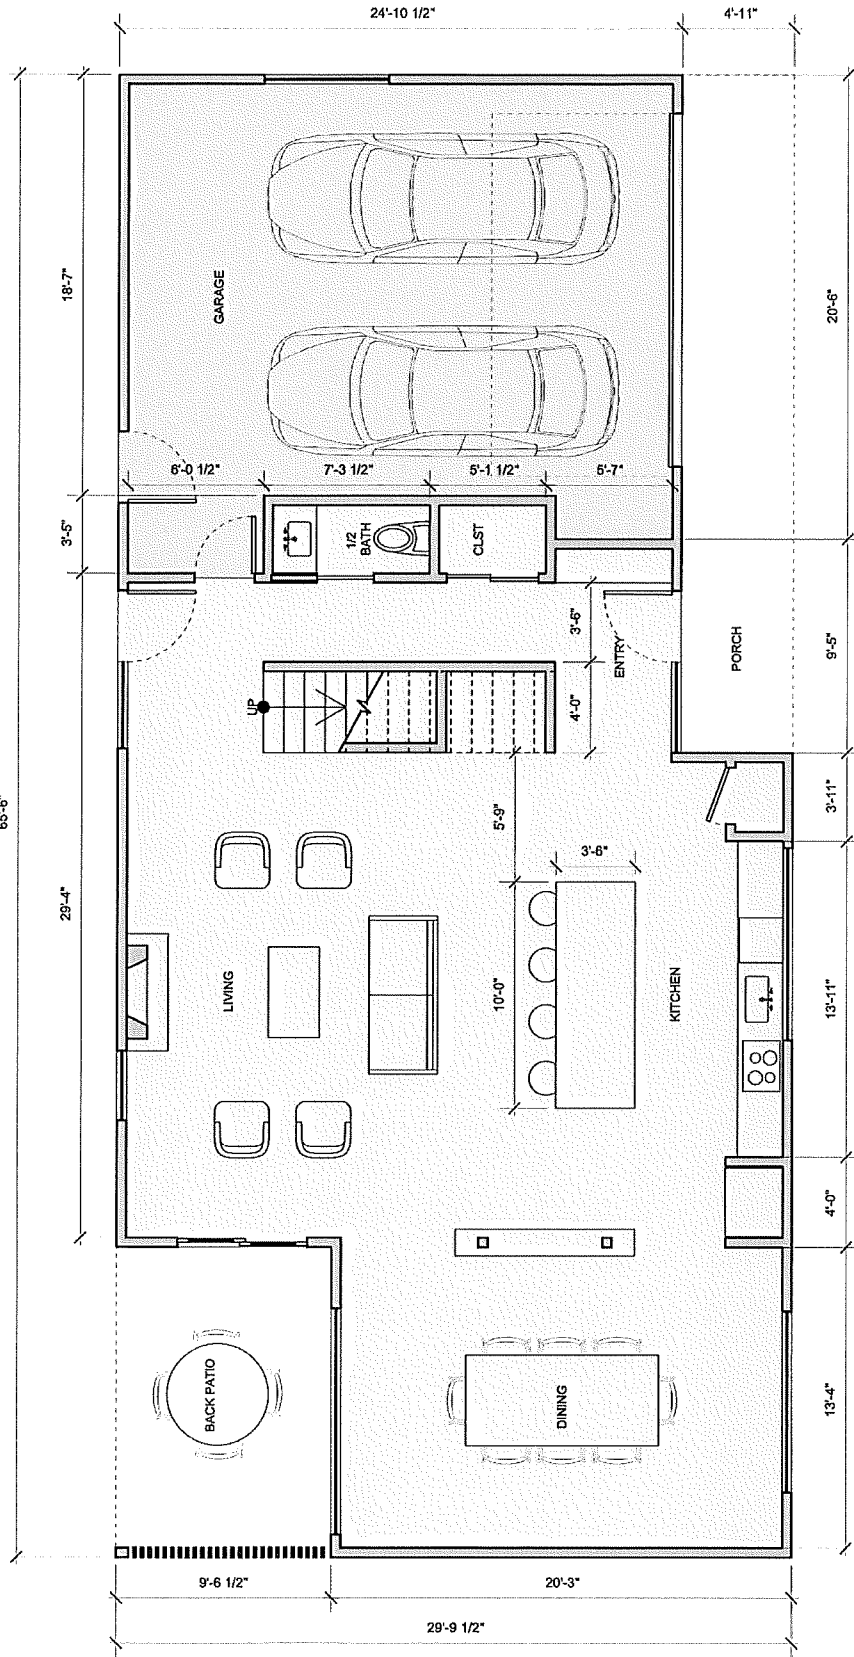 24'-10 1/2"
4'-11"
18'-7"
20'-6"
GARAGE
6'-0 1/2"
7'-3 1/2"
5'-1 1/2"
5'-7"
3'-5"
1/2
BATH
CLST
3'-6"
ENTRY
PORCH
9'-5"
UP
4'-0"
65'-6"
5'-9"
3'-11"
3'-6"
29'-4"
LIVING
10'-0"
KITCHEN
13'-11"
4'-0"
BACK PATIO
DINING
13'-4"
9'-6 1/2"
20'-3"
29'-9 1/2"